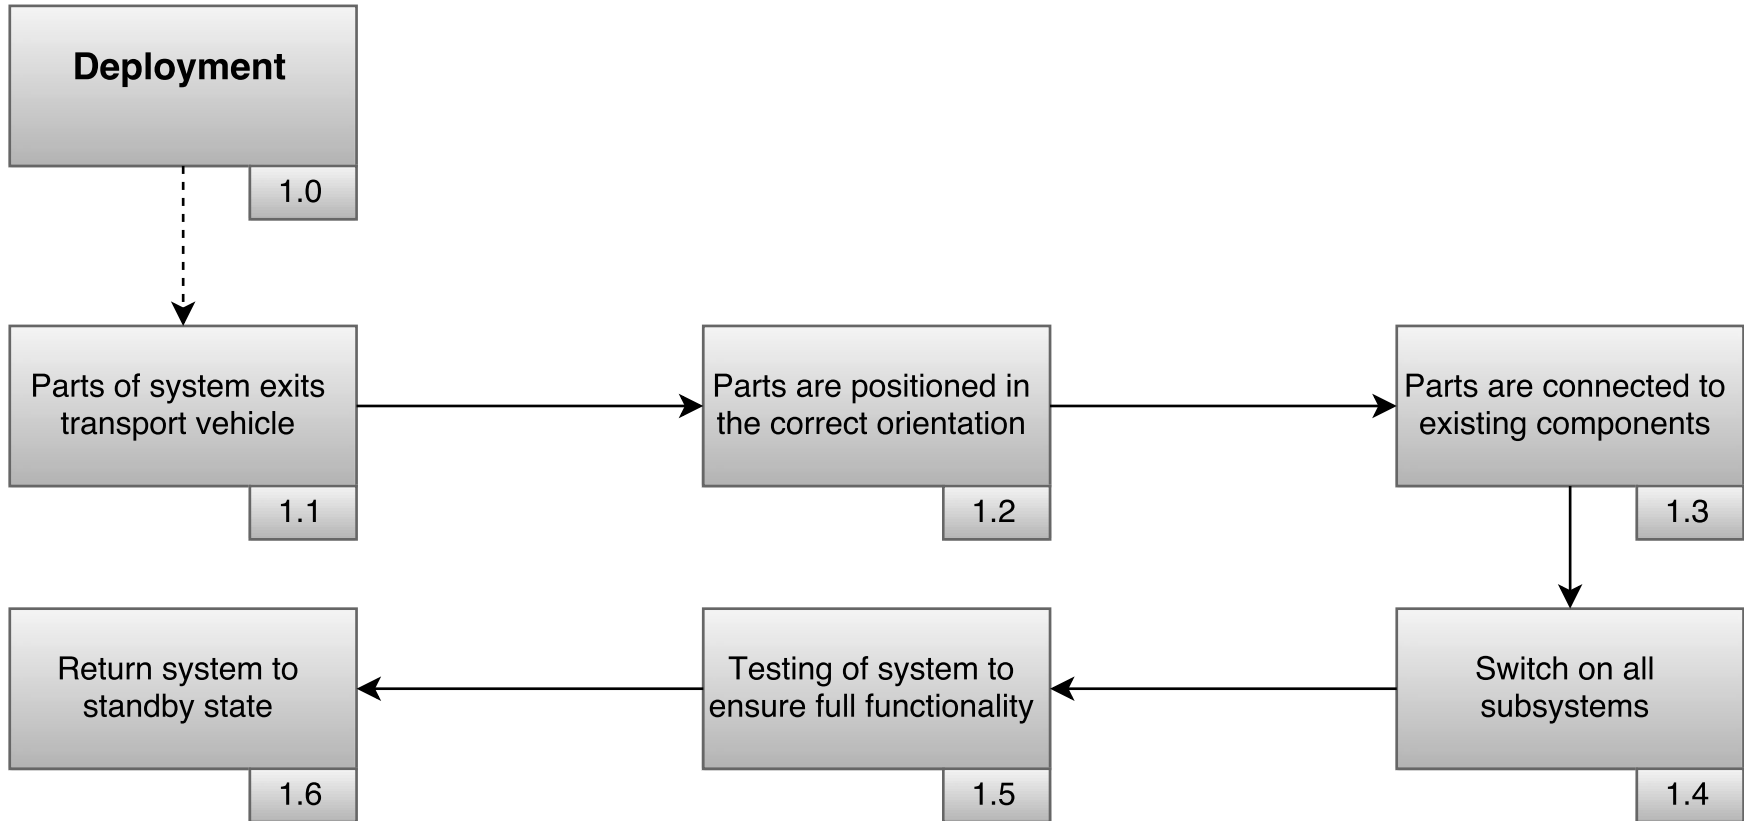 Deployment
1.0
Parts of system exits
transport vehicle
1.1
Parts are positioned in
the correct orientation
1.2
Parts are connected to
existing components
1.3
Switch on all
subsystems
1.4
Testing of system to
ensure full functionality
1.5
Return system to
standby state
1.6